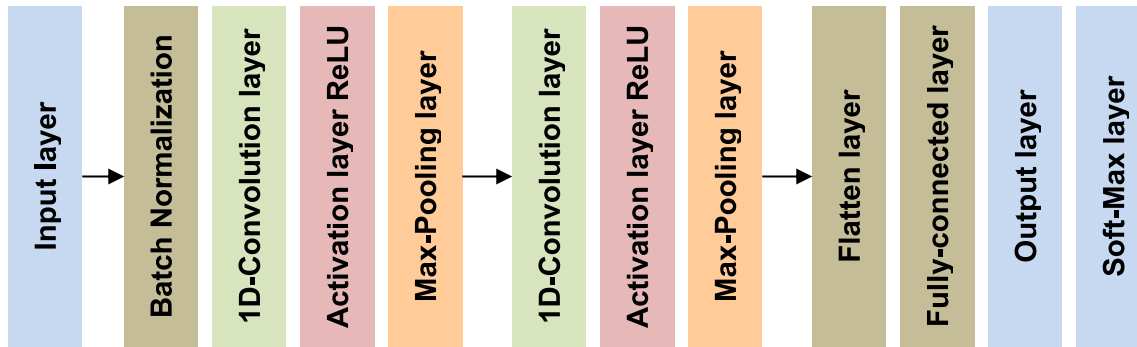 Input layer
Batch Normalization
1D-Convolution layer
Activation layer ReLU
Max-Pooling layer
1D-Convolution layer
Activation layer ReLU
Max-Pooling layer
Flatten layer
Fully-connected layer
Output layer
Soft-Max layer